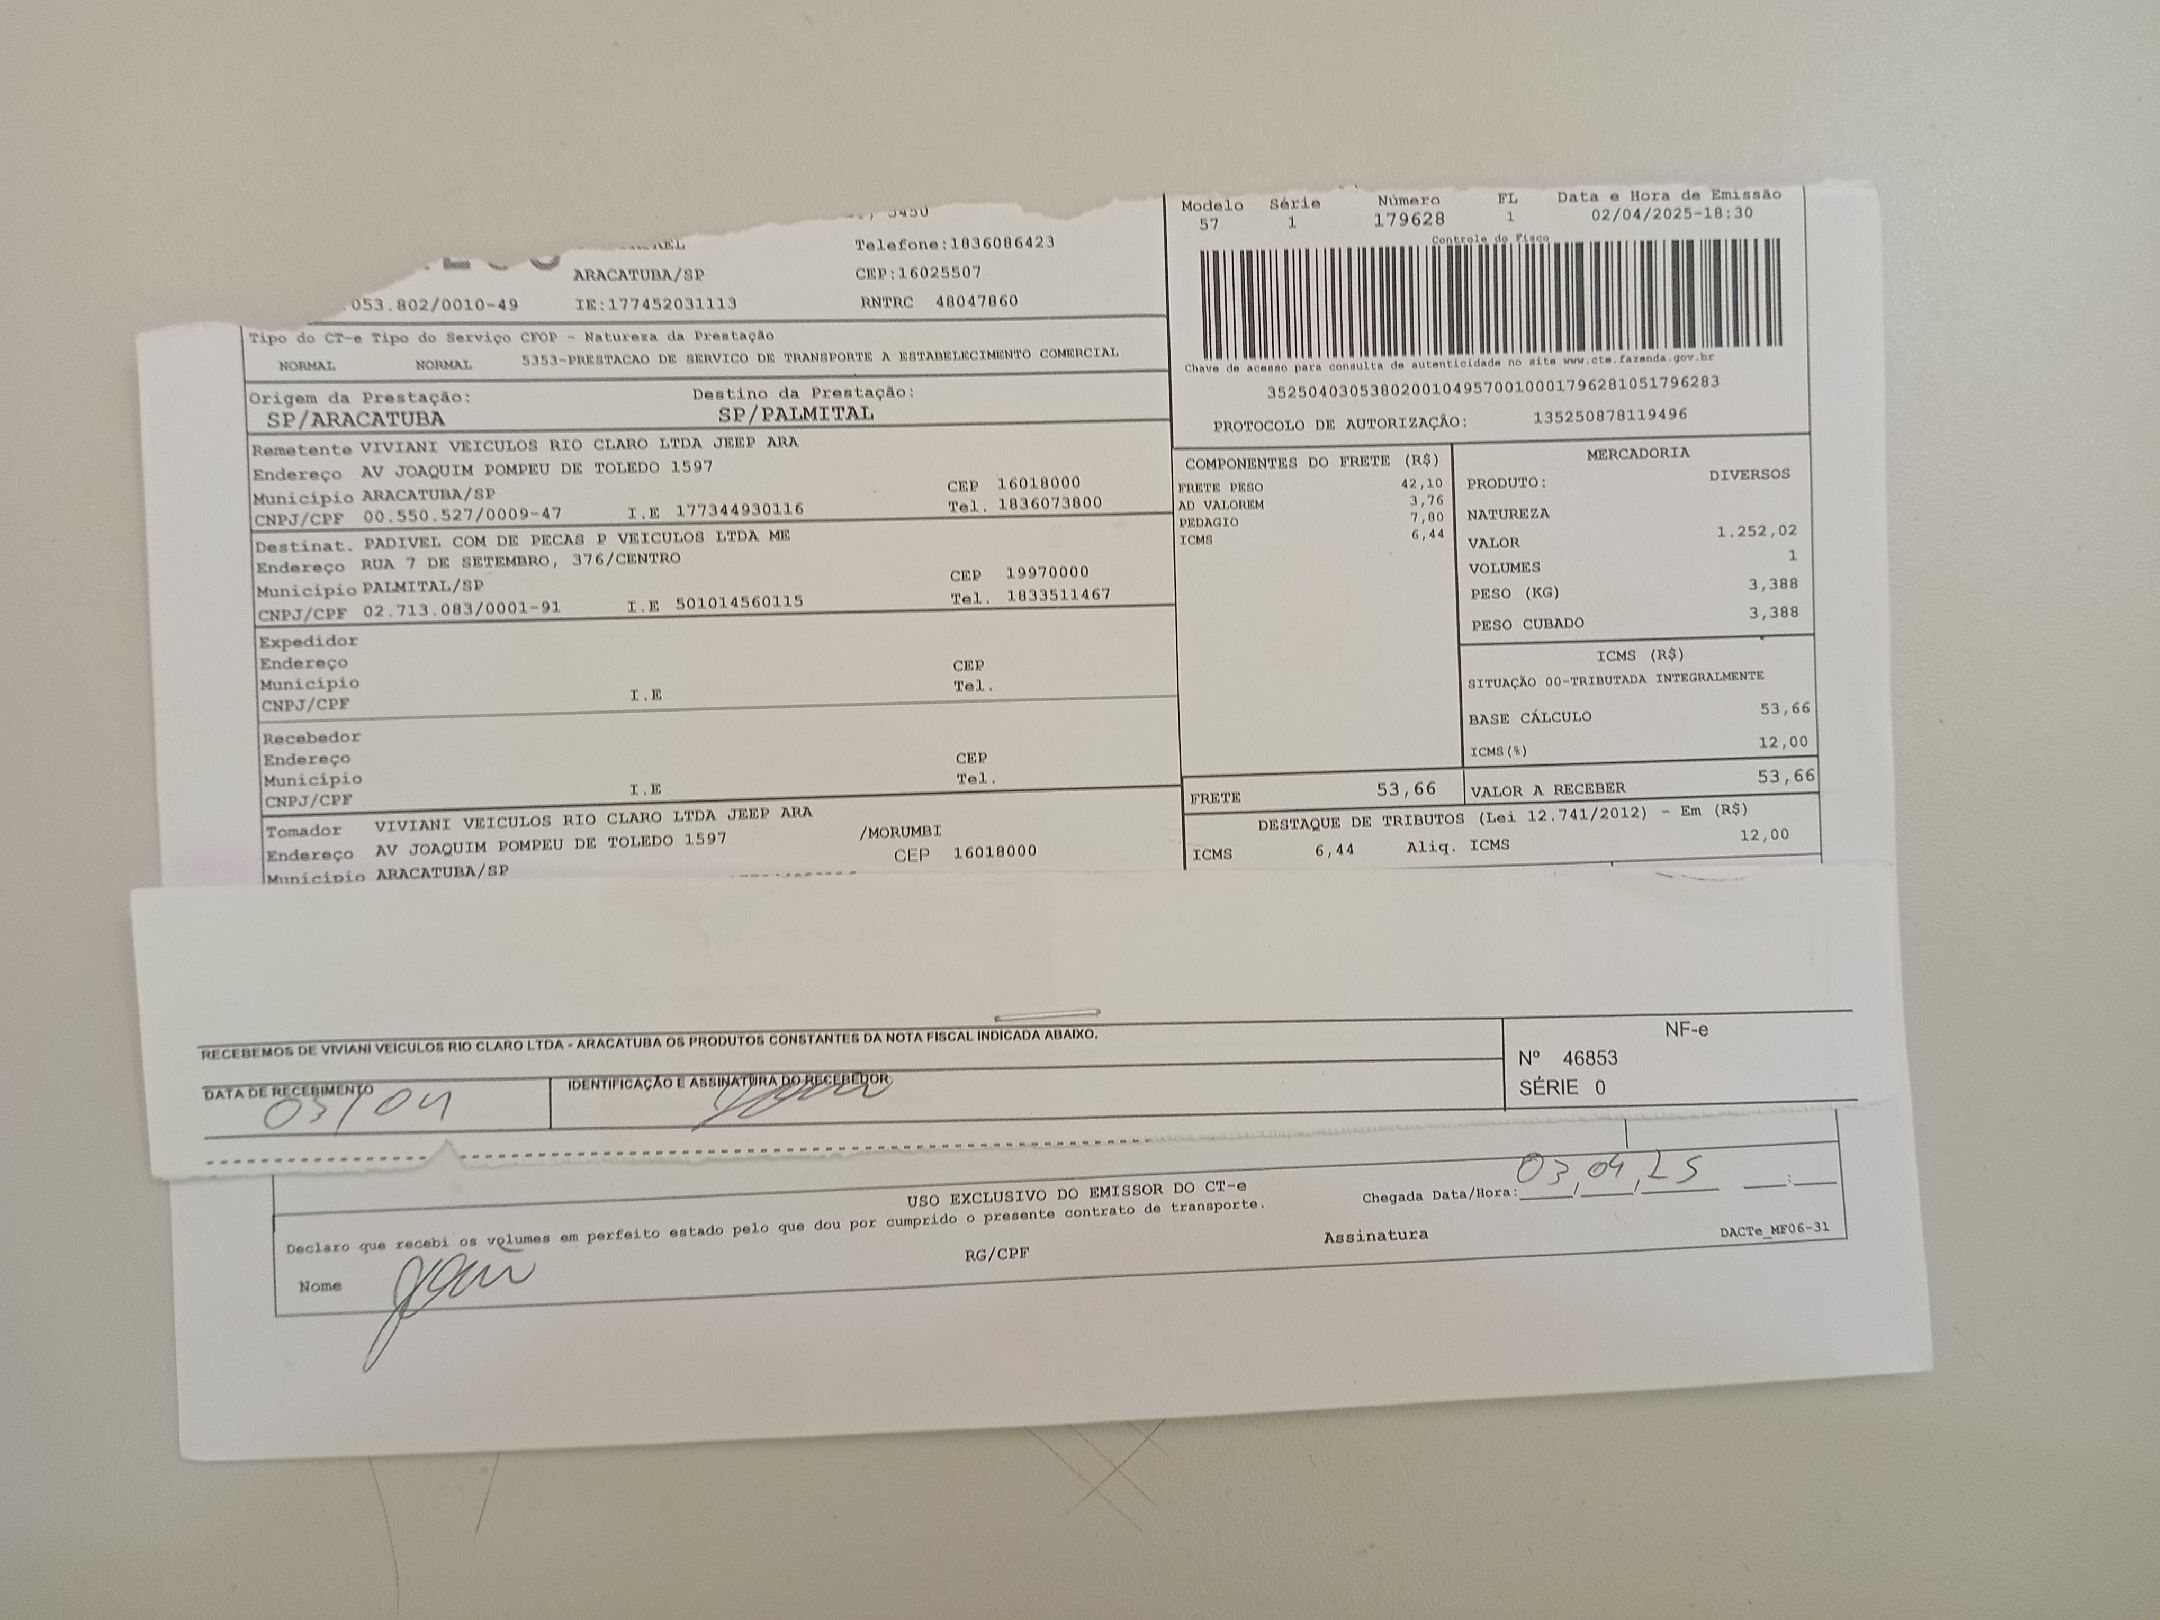 Modelo Série Número FL Data e Hora de Emissão
57 1 179628 1 02/04/2025-18:30
Controle do Fisco
Telefone:1836086423
ARACATUBA/SP CEP:16025507
.053.802/0010-49 IE:177452031113 RNTRC 48047860
Tipo do CT-e Tipo do Serviço CFOP - Natureza da Prestação
NORMAL NORMAL 5353-PRESTACAO DE SERVICO DE TRANSPORTE A ESTABELECIMENTO COMERCIAL
Chave de acesso para consulta de autenticidade no site www.cte.fazenda.gov.br
35250403053802001049570010001796281051796283
PROTOCOLO DE AUTORIZAÇÃO: 135250878119496
Origem da Prestação: Destino da Prestação:
SP/ARACATUBA SP/PALMITAL
Remetente VIVIANI VEICULOS RIO CLARO LTDA JEEP ARA
Endereço AV JOAQUIM POMPEU DE TOLEDO 1597
Município ARACATUBA/SP CEP 16018000
CNPJ/CPF 00.550.527/0009-47 I.E 177344930116 Tel. 1836073800
Destinat. PADIVEL COM DE PECAS P VEICULOS LTDA ME
Endereço RUA 7 DE SETEMBRO, 376/CENTRO
Município PALMITAL/SP CEP 19970000
CNPJ/CPF 02.713.083/0001-91 I.E 501014560115 Tel. 1833511467
Expedidor
Endereço CEP
Município Tel.
CNPJ/CPF I.E
Recebedor
Endereço CEP
Município Tel.
CNPJ/CPF I.E
Tomador VIVIANI VEICULOS RIO CLARO LTDA JEEP ARA
Endereço AV JOAQUIM POMPEU DE TOLEDO 1597 /MORUMBI
Município ARACATUBA/SP CEP 16018000
COMPONENTES DO FRETE (R$)
FRETE PESO 42,10
AD VALOREM 3,76
PEDAGIO 7,80
ICMS 6,44
MERCADORIA
PRODUTO: DIVERSOS
NATUREZA
VALOR 1.252,02
VOLUMES 1
PESO (KG) 3,388
PESO CUBADO 3,388
ICMS (R$)
SITUAÇÃO 00-TRIBUTADA INTEGRALMENTE
BASE CÁLCULO 53,66
ICMS(%) 12,00
FRETE 53,66 VALOR A RECEBER 53,66
DESTAQUE DE TRIBUTOS (Lei 12.741/2012) - Em (R$)
ICMS 6,44 Aliq. ICMS 12,00
RECEBEMOS DE VIVIANI VEICULOS RIO CLARO LTDA - ARACATUBA OS PRODUTOS CONSTANTES DA NOTA FISCAL INDICADA ABAIXO.
DATA DE RECEBIMENTO IDENTIFICAÇÃO E ASSINATURA DO RECEBEDOR
03/04
NF-e
Nº 46853
SÉRIE 0
USO EXCLUSIVO DO EMISSOR DO CT-e
Chegada Data/Hora: 03/04/25 :
Declaro que recebi os volumes em perfeito estado pelo que dou por cumprido o presente contrato de transporte.
Nome RG/CPF Assinatura DACTe_MF06-31